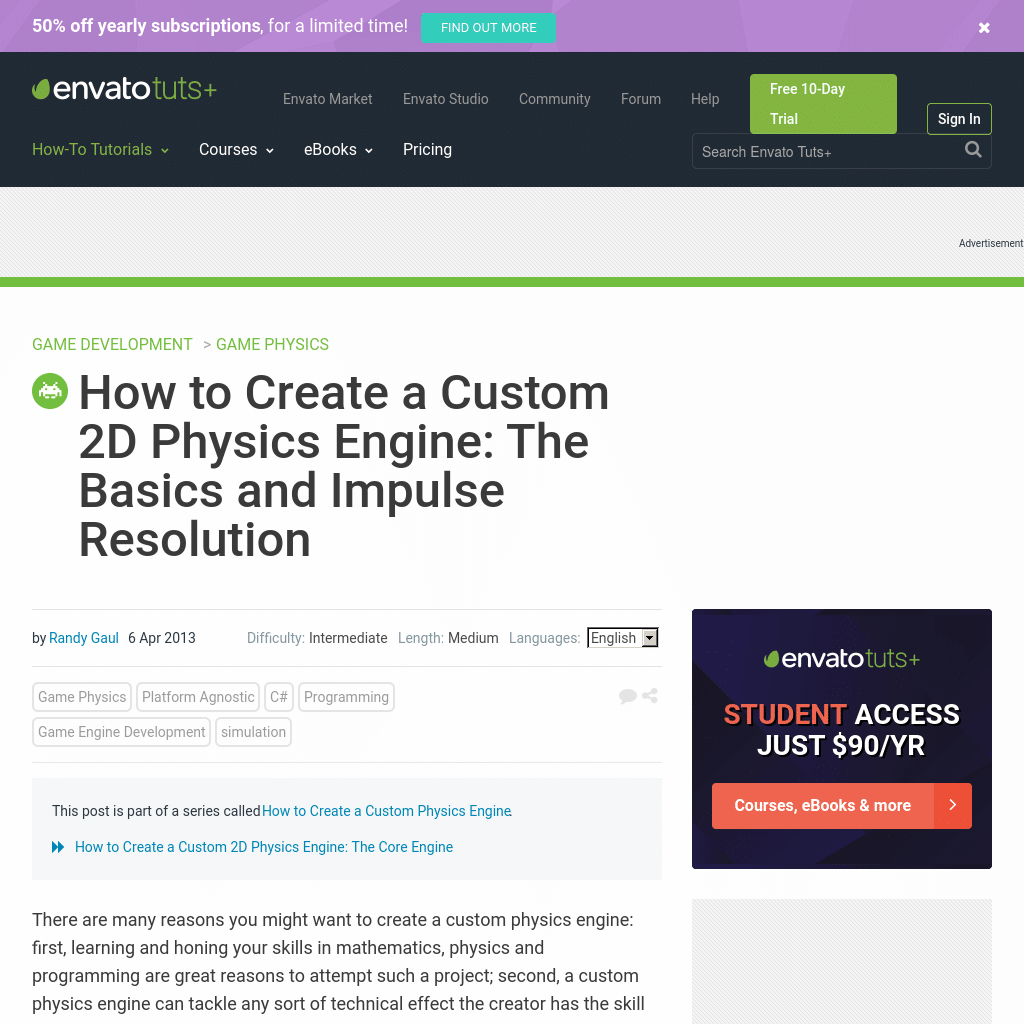 50% off yearly subscriptions, for a limited time!
FIND OUT MORE
×
envatotuts+
Envato Market
Envato Studio
Community
Forum
Help
Free 10-Day
Trial
Sign In
How-To Tutorials
Courses
eBooks
Pricing
Search Envato Tuts+
Advertisement
GAME DEVELOPMENT > GAME PHYSICS
How to Create a Custom
2D Physics Engine: The
Basics and Impulse
Resolution
by Randy Gaul 6 Apr 2013
Difficulty: Intermediate Length: Medium Languages: English
Game Physics
Platform Agnostic
C#
Programming
Game Engine Development
simulation
This post is part of a series called How to Create a Custom Physics Engine.
How to Create a Custom 2D Physics Engine: The Core Engine
There are many reasons you might want to create a custom physics engine:
first, learning and honing your skills in mathematics, physics and
programming are great reasons to attempt such a project; second, a custom
physics engine can tackle any sort of technical effect the creator has the skill
envatotuts+
STUDENT ACCESS
JUST $90/YR
Courses, eBooks & more